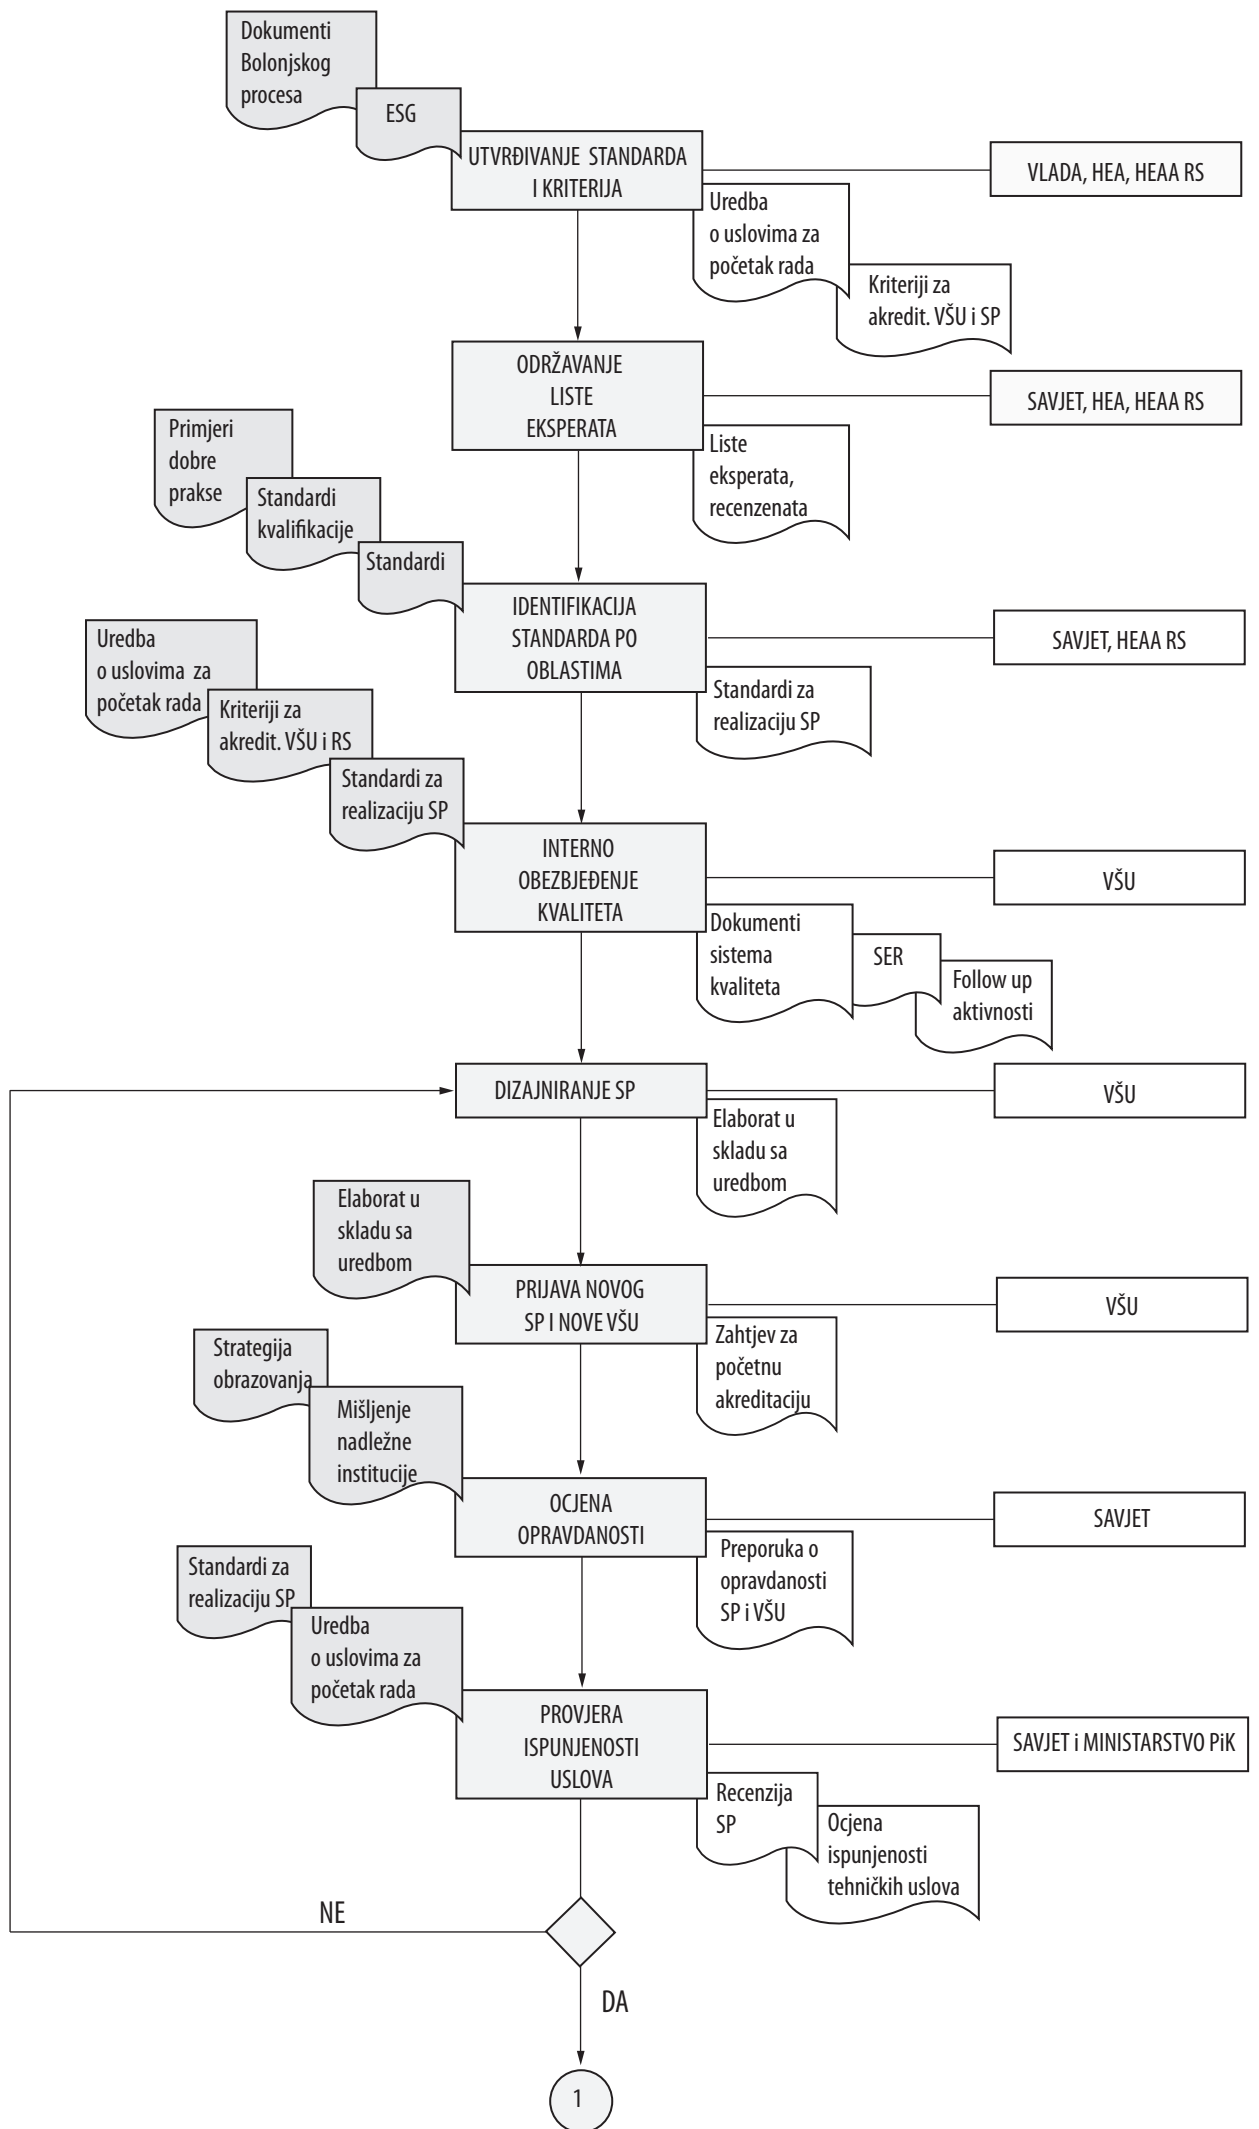 Dokumenti
Bolonjskog
procesa
ESG
UTVRĐIVANJE STANDARDA
I KRITERIJA
VLADA, HEA, HEAA RS
Uredba
o uslovima za
početak rada
Kriteriji za
akredit. VŠU i SP
ODRŽAVANJE
LISTE
EKSPERATA
SAVJET, HEA, HEAA RS
Liste
eksperata,
recenzenata
Primjeri
dobre
prakse
Standardi
kvalifikacije
Standardi
IDENTIFIKACIJA
STANDARDA PO
OBLASTIMA
SAVJET, HEAA RS
Standardi za
realizaciju SP
Uredba
o uslovima za
početak rada
Kriteriji za
akredit. VŠU i RS
Standardi za
realizaciju SP
INTERNO
OBEZBJEĐENJE
KVALITETA
VŠU
Dokumenti
sistema
kvaliteta
SER
Follow up
aktivnosti
DIZAJNIRANJE SP
VŠU
Elaborat u
skladu sa
uredbom
Elaborat u
skladu sa
uredbom
PRIJAVA NOVOG
SP I NOVE VŠU
VŠU
Zahtjev za
početnu
akreditaciju
Strategija
obrazovanja
Mišljenje
nadležne
institucije
OCJENA
OPRAVDANOSTI
SAVJET
Preporuka o
opravdanosti
SP i VŠU
Standardi za
realizaciju SP
Uredba
o uslovima za
početak rada
PROVJERA
ISPUNJENOSTI
USLOVA
SAVJET i MINISTARSTVO PiK
Recenzija
SP
Ocjena
ispunjenosti
tehničkih uslova
NE
DA
1